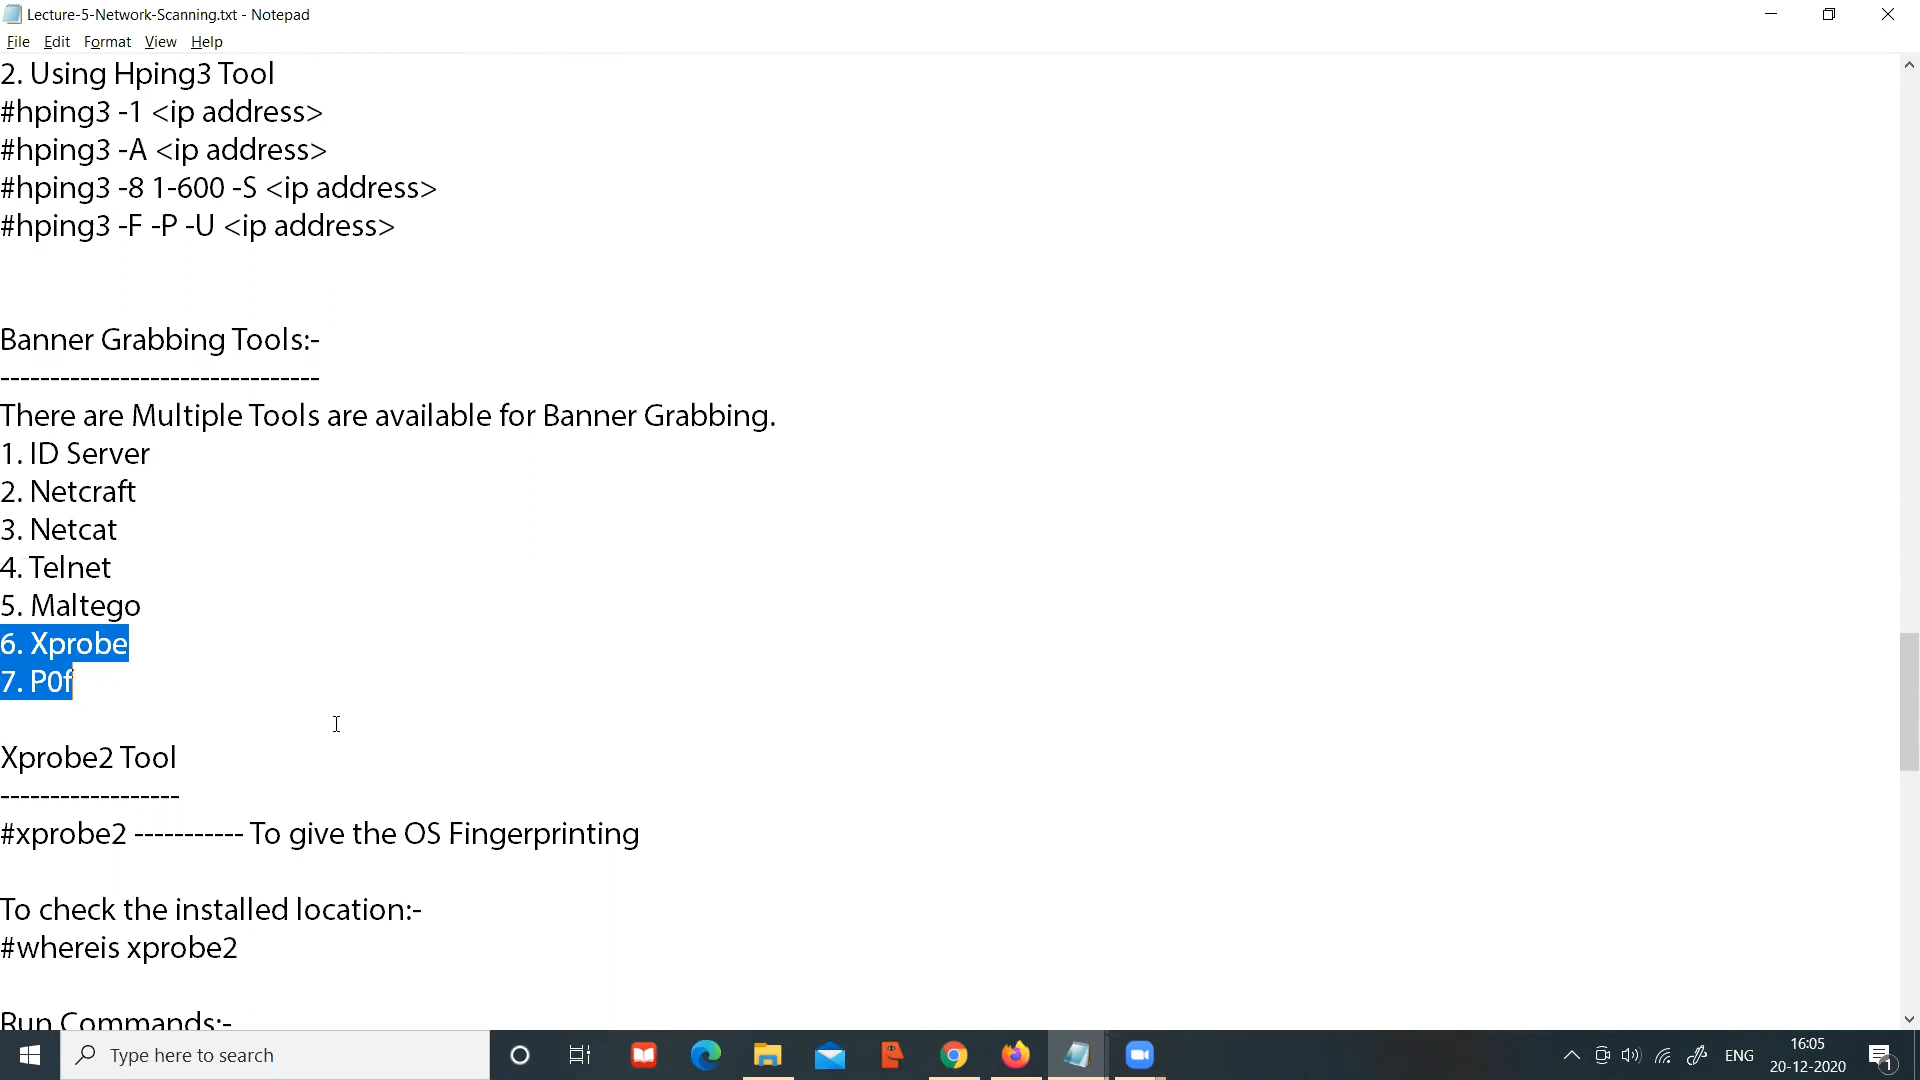 Lecture-5-Network-Scanning.txt - Notepad
File Edit Format View Help
2. Using Hping3 Tool
#hping3 -1 <ip address>
#hping3 -A <ip address>
#hping3 -8 1-600 -S <ip address>
#hping3 -F -P -U <ip address>
Banner Grabbing Tools:-
--------------------------------
There are Multiple Tools are available for Banner Grabbing.
1. ID Server
2. Netcraft
3. Netcat
4. Telnet
5. Maltego
6. Xprobe
7. P0f
Xprobe2 Tool
------------------
#xprobe2 ----------- To give the OS Fingerprinting
To check the installed location:-
#whereis xprobe2
Run Commands:-
Type here to search
ENG
16:05
20-12-2020
1